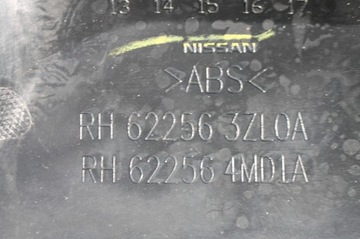 13 14 15 16 17
NISSAN
>ABS<
RH 62256 3ZL0A
RH 62256 4MD1A